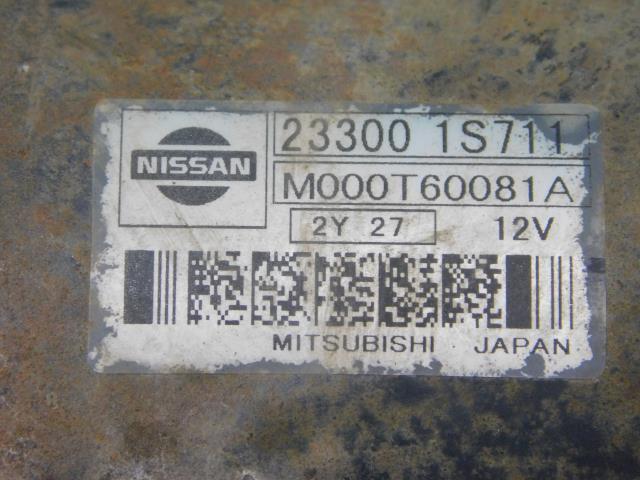 NISSAN
23300 1S711
M000T60081A
2Y 27
12V
MITSUBISHI JAPAN